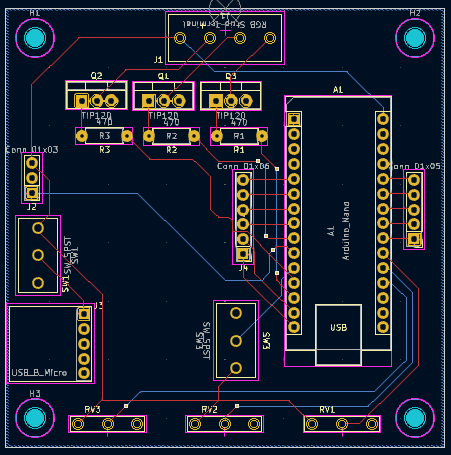 H1
H2
RGB Strip Terminal
J1
Q2
Q1
Q3
A1
TIP120
TIP120
TIP120
470
470
470
R3
R2
R1
R3
R2
R1
Conn_01x03
Conn_01x06
Conn_01x05
J2
A1
Arduino_Nano
J4
SW1
SW_SPST
SW1
J3
SW_SPST
SW3
SW3
USB
USB_B_Micro
H3
H4
RV3
RV2
RV1